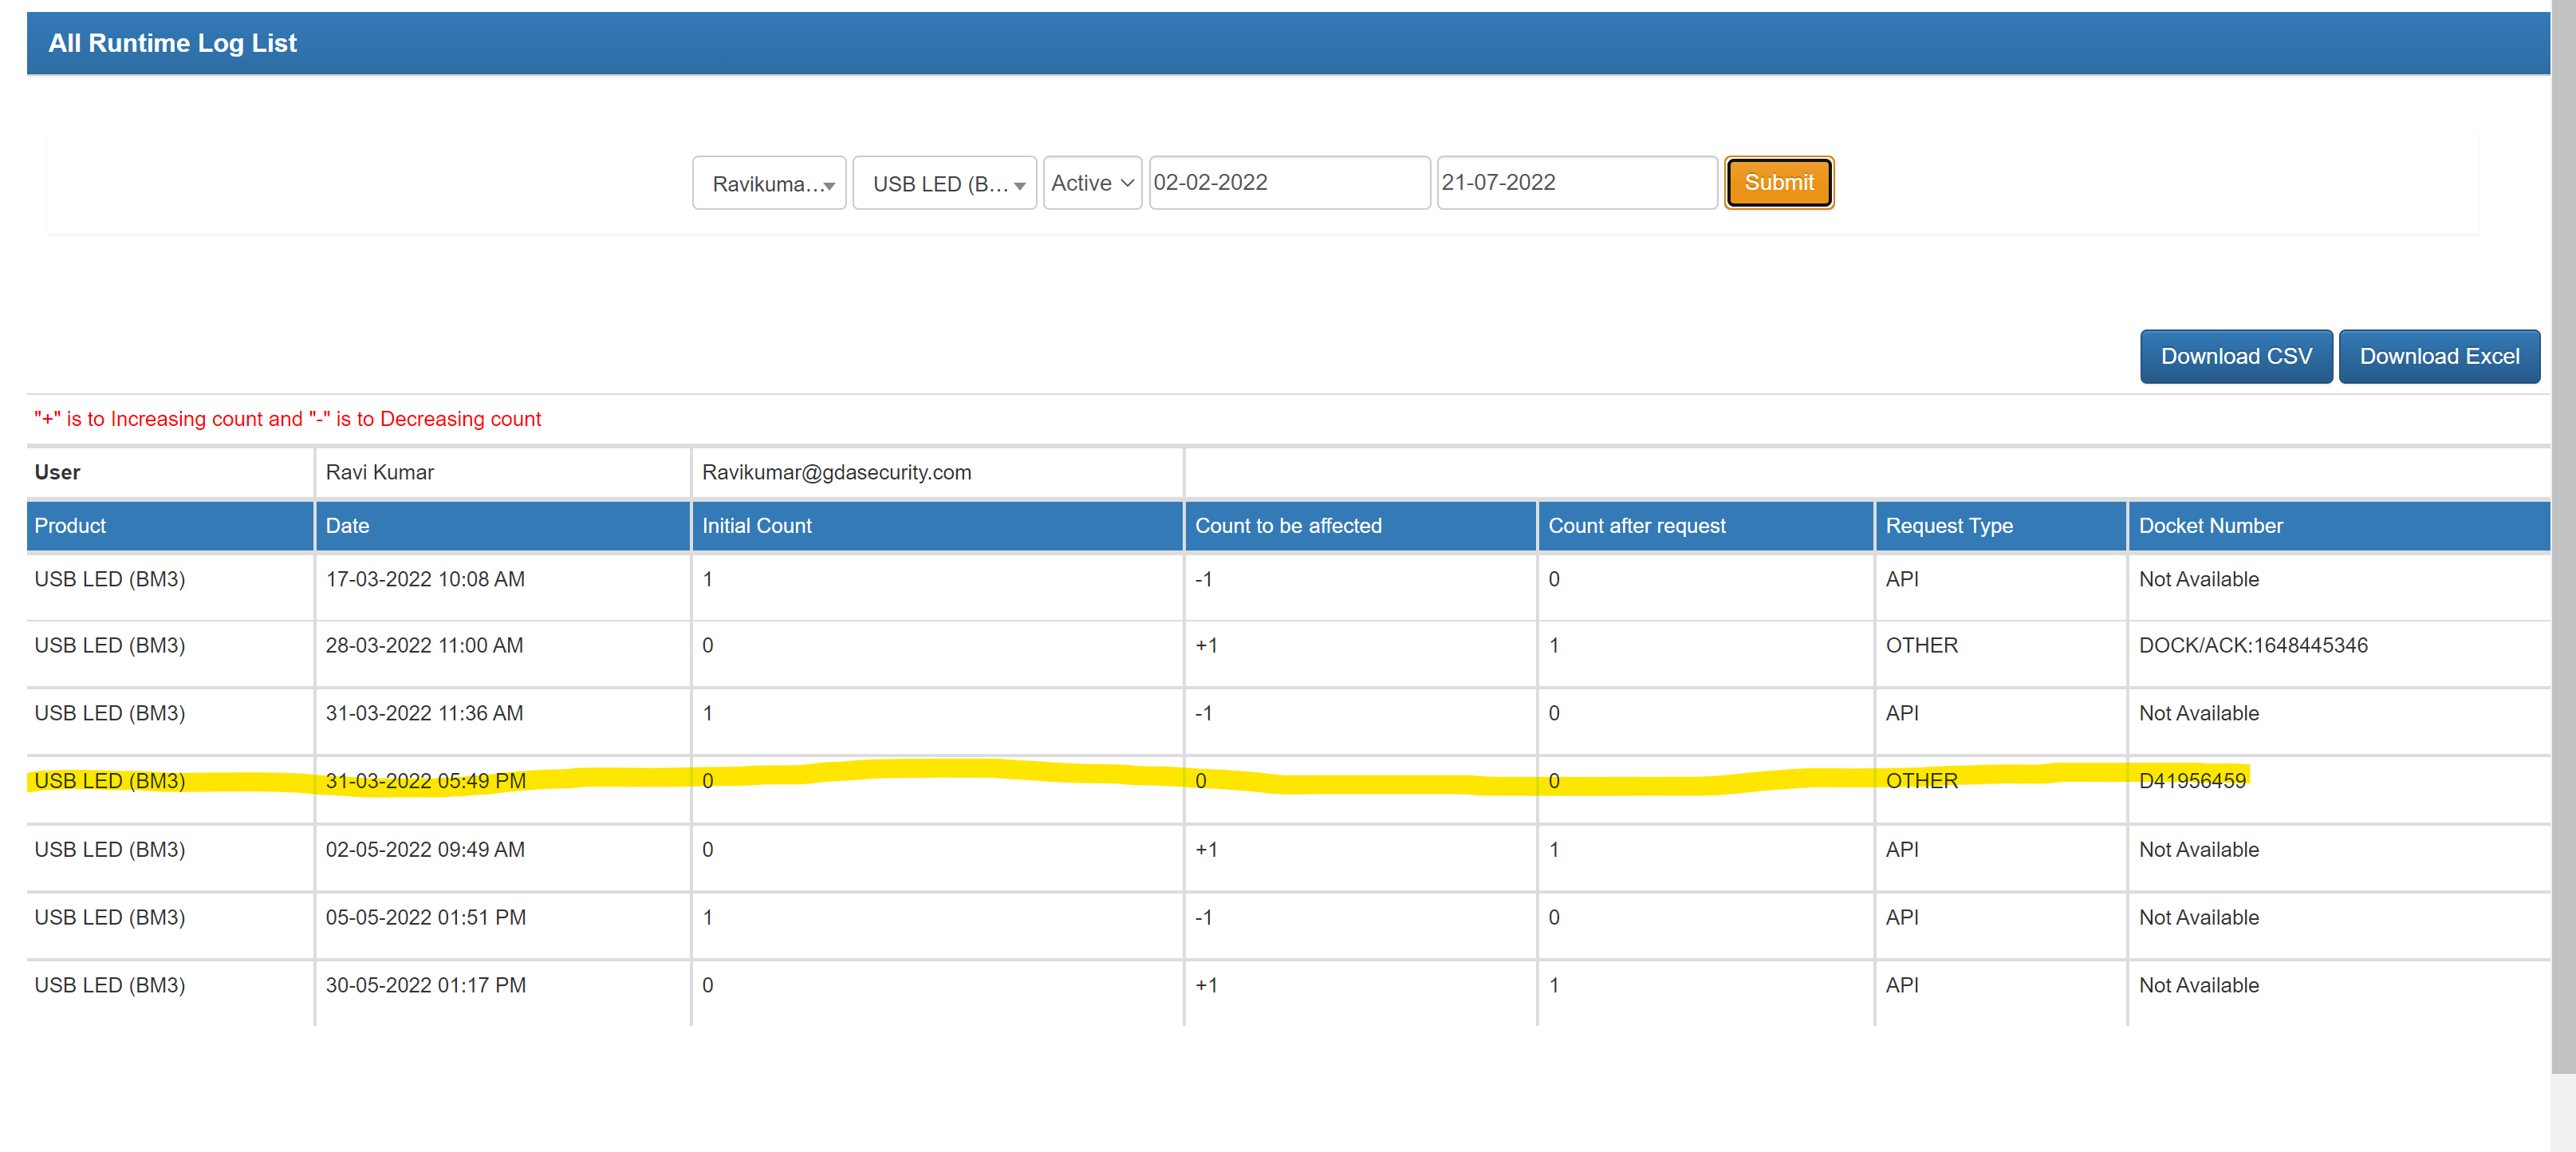 All Runtime Log List
Ravikuma... USB LED (B... Active 02-02-2022 21-07-2022 Submit
Download CSV Download Excel
"+" is to Increasing count and "-" is to Decreasing count
User Ravi Kumar Ravikumar@gdasecurity.com
Product Date Initial Count Count to be affected Count after request Request Type Docket Number
USB LED (BM3) 17-03-2022 10:08 AM 1 -1 0 API Not Available
USB LED (BM3) 28-03-2022 11:00 AM 0 +1 1 OTHER DOCK/ACK:1648445346
USB LED (BM3) 31-03-2022 11:36 AM 1 -1 0 API Not Available
USB LED (BM3) 31-03-2022 05:49 PM 0 0 0 OTHER D41956459
USB LED (BM3) 02-05-2022 09:49 AM 0 +1 1 API Not Available
USB LED (BM3) 05-05-2022 01:51 PM 1 -1 0 API Not Available
USB LED (BM3) 30-05-2022 01:17 PM 0 +1 1 API Not Available